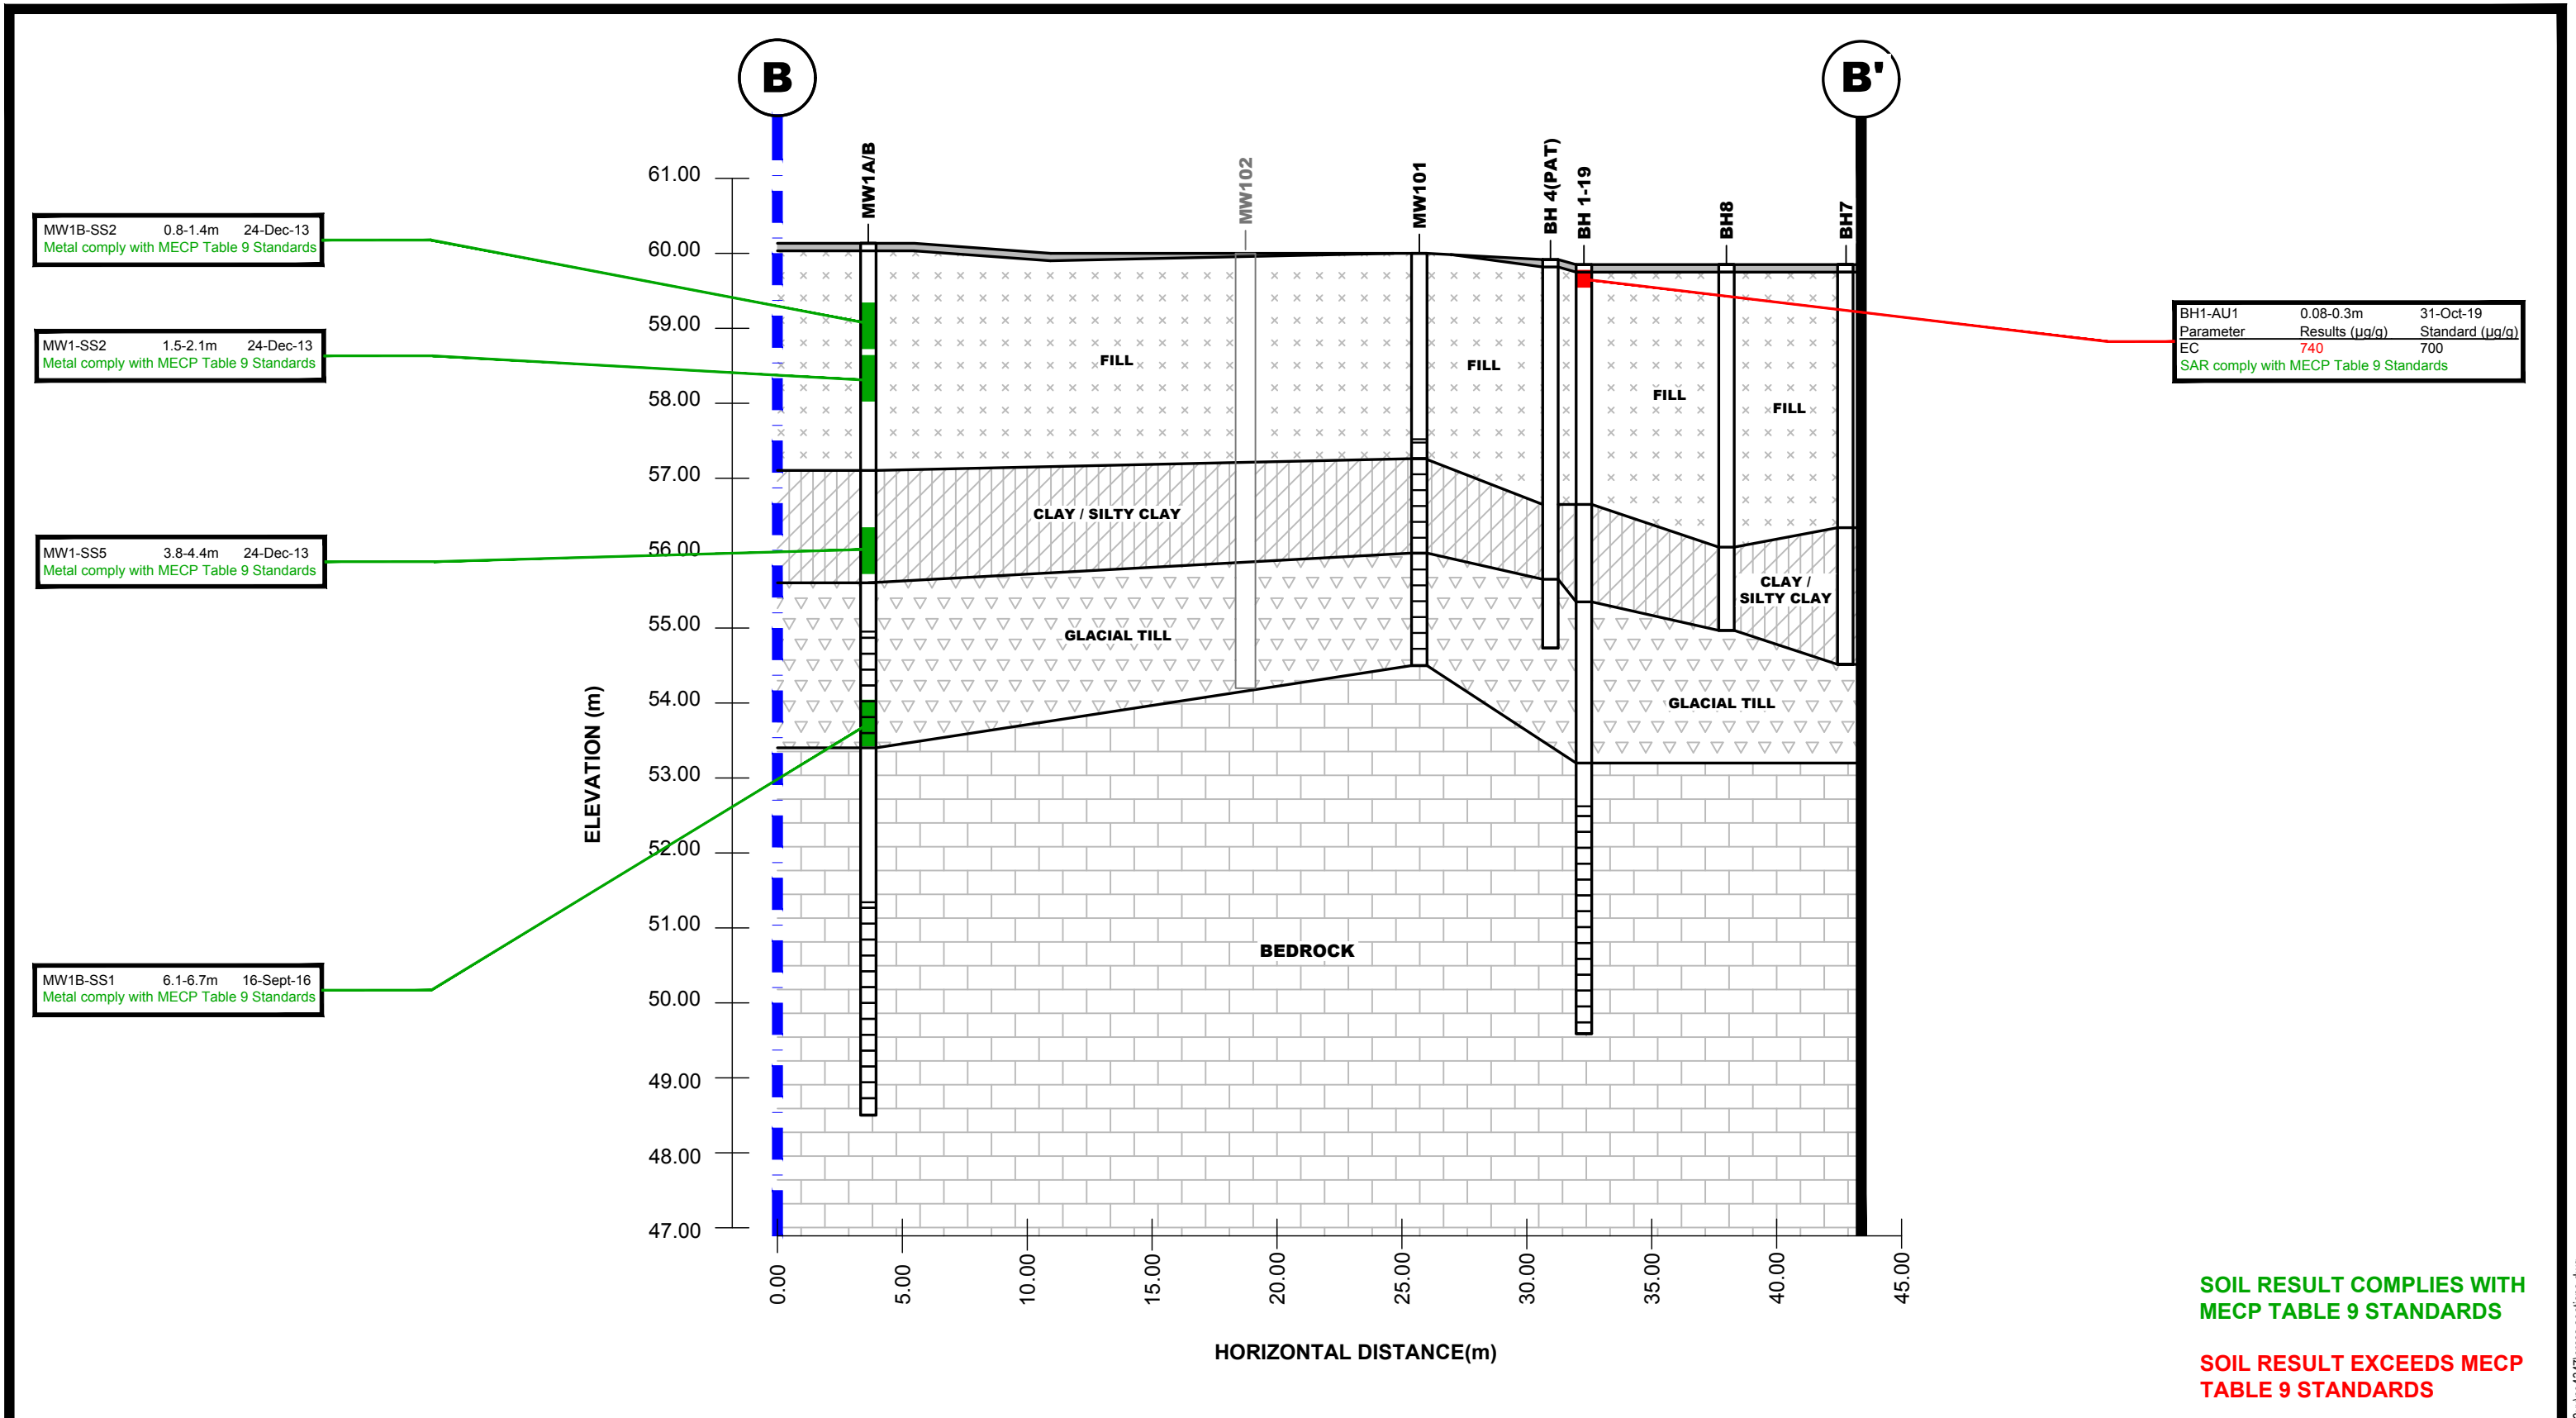 B
B'
MW1A/B
MW102
MW101
BH 4(PAT)
BH 1-19
BH8
BH7
61.00
60.00
59.00
58.00
57.00
56.00
55.00
54.00
53.00
52.00
51.00
50.00
49.00
48.00
47.00
ELEVATION (m)
MW1B-SS2 0.8-1.4m 24-Dec-13
Metal comply with MECP Table 9 Standards
MW1-SS2 1.5-2.1m 24-Dec-13
Metal comply with MECP Table 9 Standards
MW1-SS5 3.8-4.4m 24-Dec-13
Metal comply with MECP Table 9 Standards
MW1B-SS1 6.1-6.7m 16-Sept-16
Metal comply with MECP Table 9 Standards
FILL
FILL
FILL
FILL
CLAY / SILTY CLAY
CLAY /
SILTY CLAY
GLACIAL TILL
GLACIAL TILL
BEDROCK
BH1-AU1 0.08-0.3m 31-Oct-19
Parameter Results (µg/g) Standard (µg/g)
EC 740 700
SAR comply with MECP Table 9 Standards
0.00
5.00
10.00
15.00
20.00
25.00
30.00
35.00
40.00
45.00
HORIZONTAL DISTANCE(m)
SOIL RESULT COMPLIES WITH
MECP TABLE 9 STANDARDS
SOIL RESULT EXCEEDS MECP
TABLE 9 STANDARDS